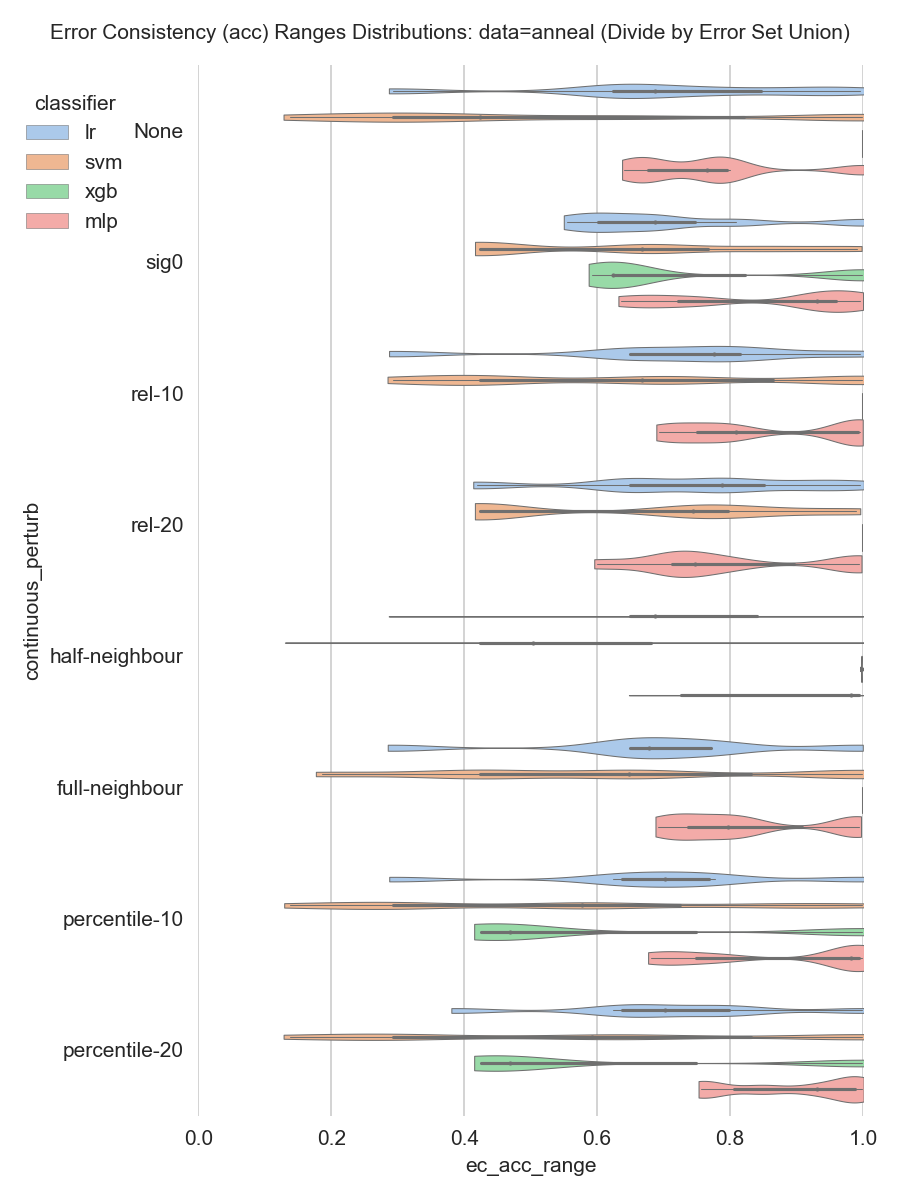 Error Consistency (acc) Ranges Distributions: data=anneal (Divide by Error Set Union)
classifier
lr
svm
xgb
mlp
None
sig0
rel-10
rel-20
half-neighbour
full-neighbour
percentile-10
percentile-20
continuous_perturb
0.0 0.2 0.4 0.6 0.8 1.0
ec_acc_range